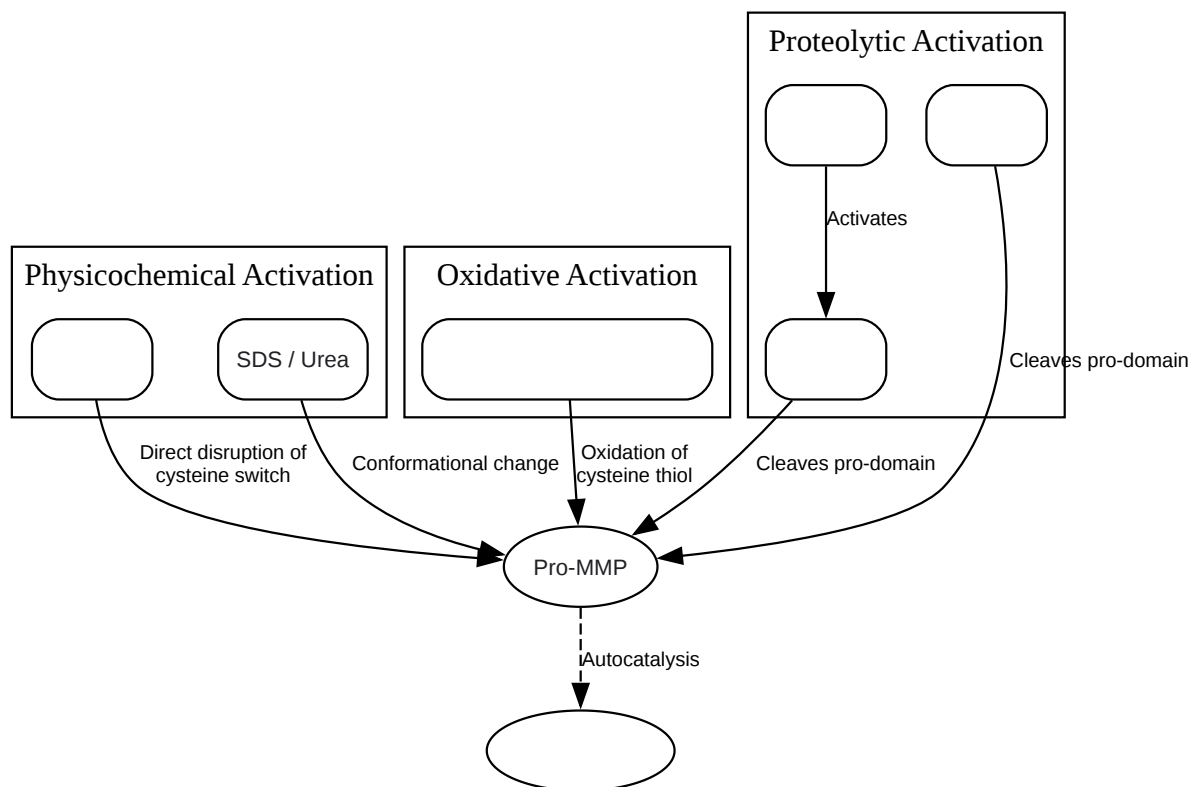 Proteolytic Activation
Activates
Physicochemical Activation
Oxidative Activation
SDS / Urea
Cleaves pro-domain
Direct disruption of
cysteine switch
Conformational change
Oxidation of
cysteine thiol
Cleaves pro-domain
Pro-MMP
Autocatalysis